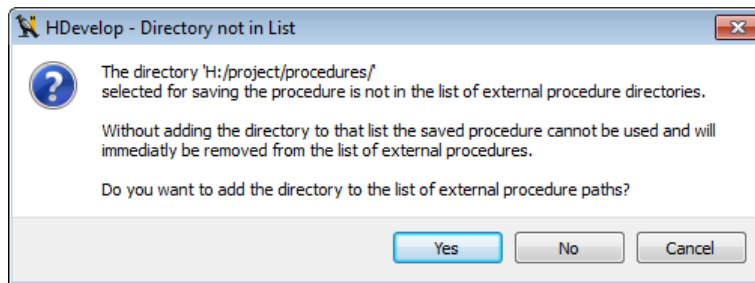 HDevelop - Directory not in List
The directory 'H:/project/procedures/'
selected for saving the procedure is not in the list of external procedure directories.
Without adding the directory to that list the saved procedure cannot be used and will
immediatly be removed from the list of external procedures.
Do you want to add the directory to the list of external procedure paths?
Yes No Cancel